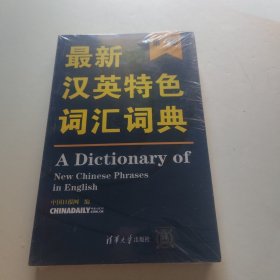 最新
汉英特色
词汇词典
A Dictionary of
New Chinese Phrases
in English
中国日报网 编
CHINADAILY
清华大学出版社